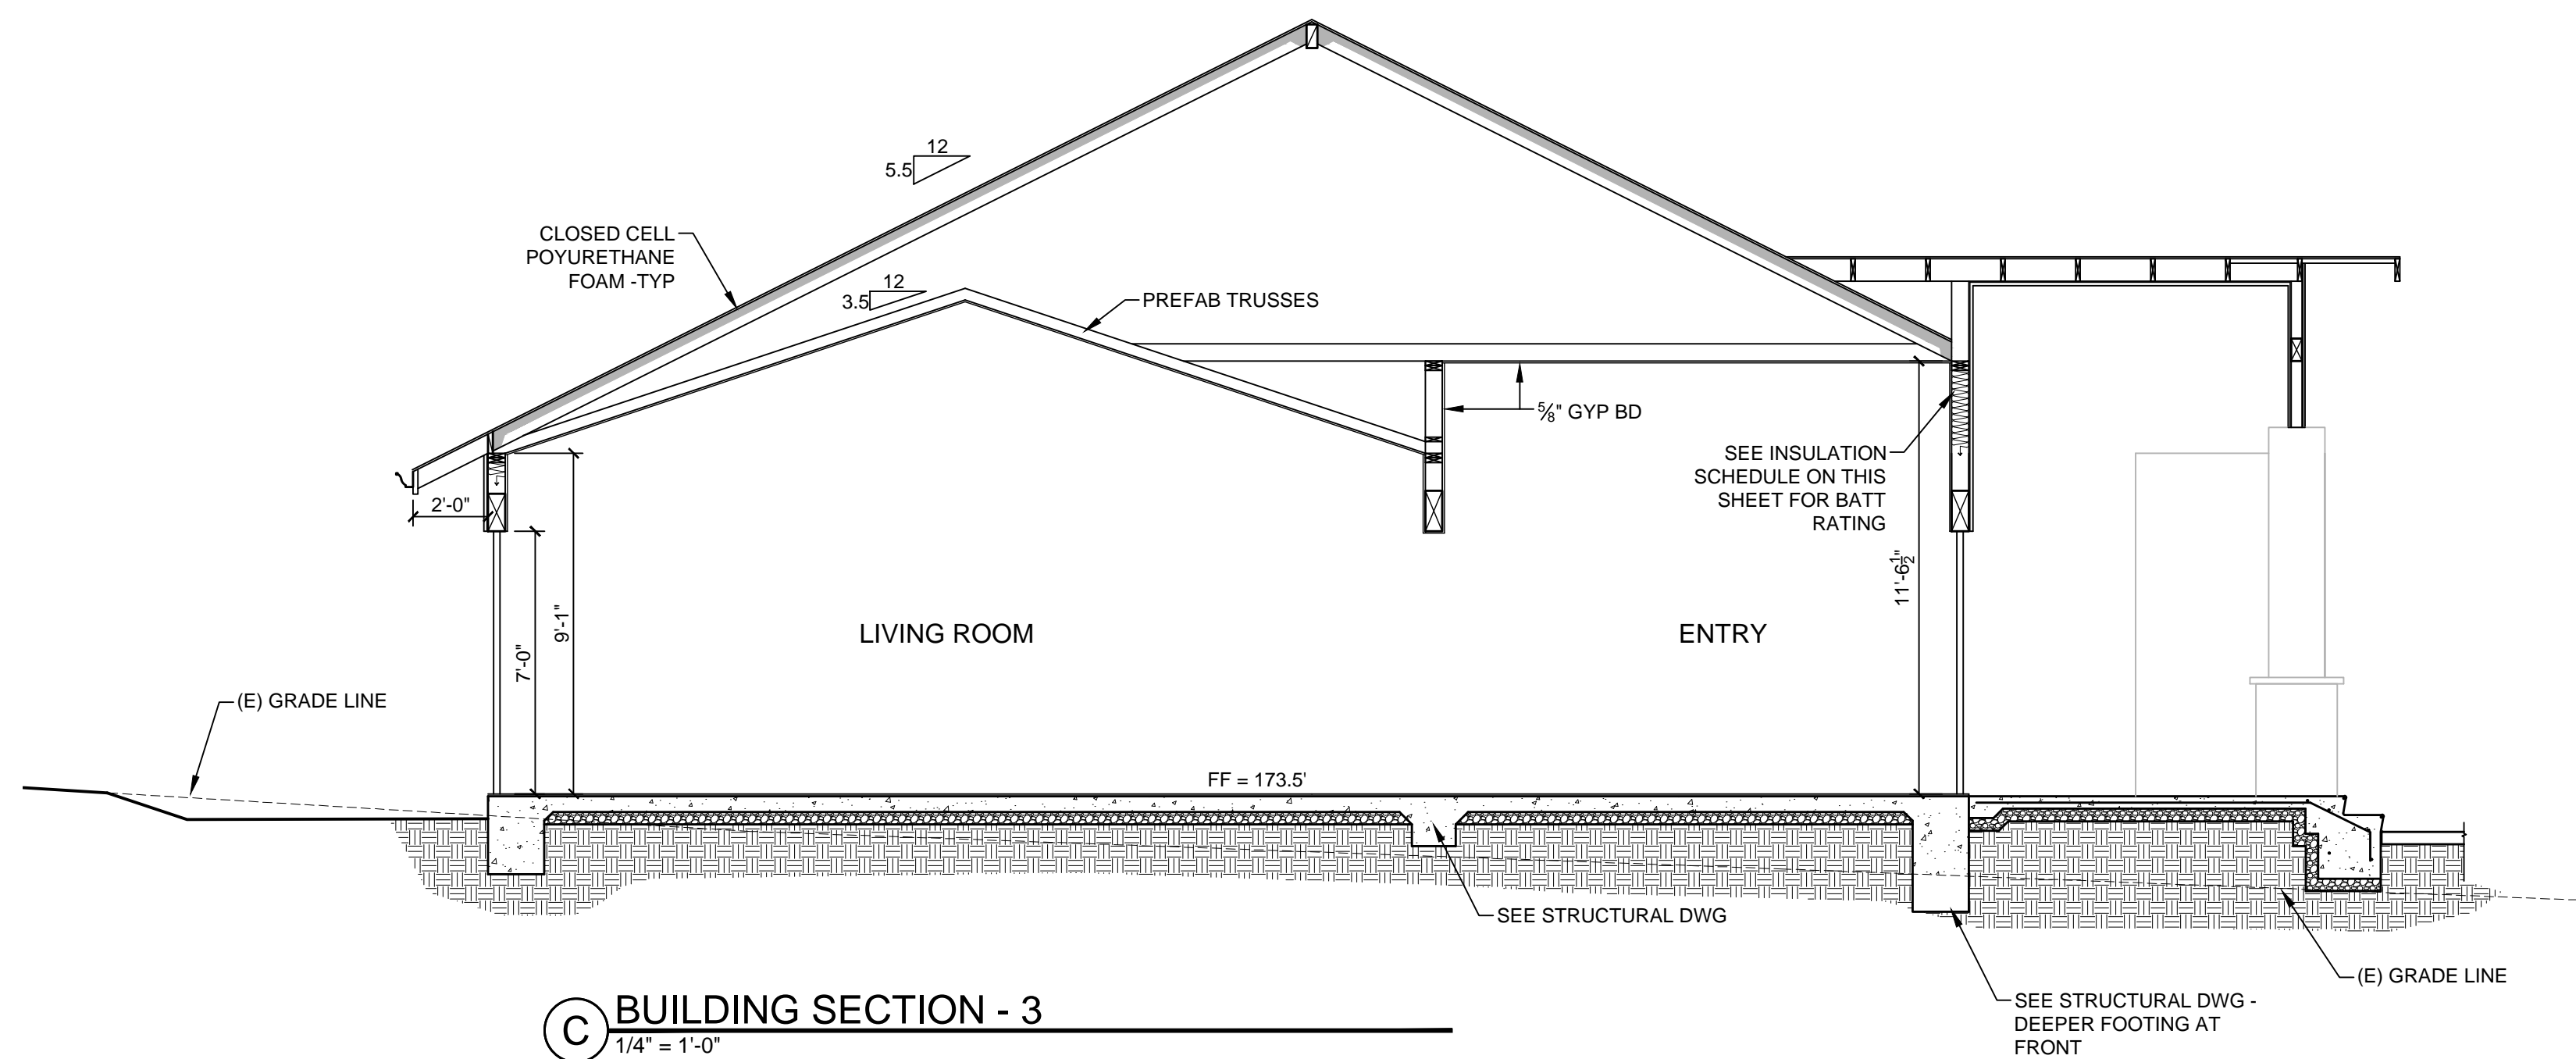 12
5.5
CLOSED CELL
POYURETHANE
FOAM -TYP
12
3.5
PREFAB TRUSSES
⅝" GYP BD
SEE INSULATION
SCHEDULE ON THIS
SHEET FOR BATT
RATING
2'-0"
11'-6½"
9'-1"
7'-0"
LIVING ROOM
ENTRY
(E) GRADE LINE
FF = 173.5'
SEE STRUCTURAL DWG
(E) GRADE LINE
SEE STRUCTURAL DWG -
DEEPER FOOTING AT
FRONT
C
BUILDING SECTION - 3
1/4" = 1'-0"